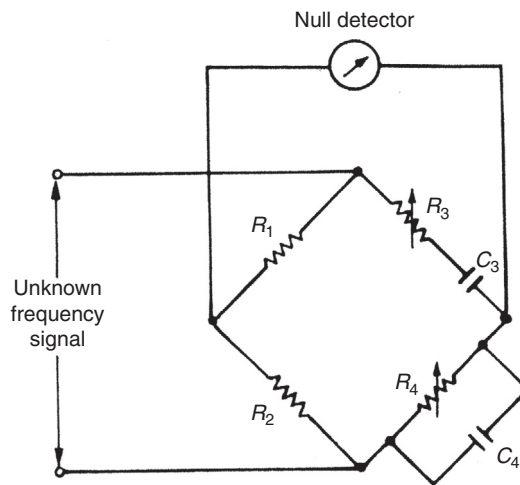 Null detector
R1
R3
C3
Unknown
frequency
signal
R2
R4
C4